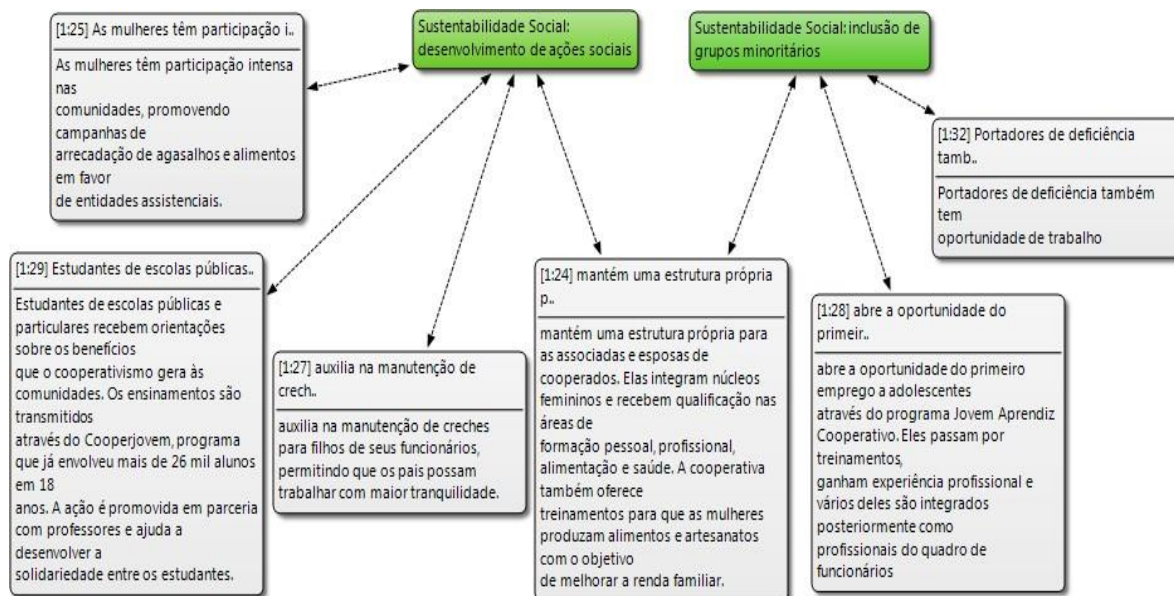 [1:25] As mulheres têm participação i..
As mulheres têm participação intensa
nas
comunidades, promovendo
campanhas de
arrecadação de agasalhos e alimentos
em favor
de entidades assistenciais.
Sustentabilidade Social:
desenvolvimento de ações sociais
Sustentabilidade Social: inclusão de
grupos minoritários
[1:32] Portadores de deficiência
tamb..
Portadores de deficiência também
tem
oportunidade de trabalho
[1:29] Estudantes de escolas públicas..
Estudantes de escolas públicas e
particulares recebem orientações
sobre os benefícios
que o cooperativismo gera às
comunidades. Os ensinamentos são
transmitidos
através do Cooperjovem, programa
que já envolveu mais de 26 mil alunos
em 18
anos. A ação é promovida em parceria
com professores e ajuda a
desenvolver a
solidariedade entre os estudantes.
[1:27] auxilia na manutenção de
crech..
auxilia na manutenção de creches
para filhos de seus funcionários,
permitindo que os pais possam
trabalhar com maior tranquilidade.
[1:24] mantém uma estrutura própria
p..
mantém uma estrutura própria para
as associadas e esposas de
cooperados. Elas integram núcleos
femininos e recebem qualificação nas
áreas de
formação pessoal, profissional,
alimentação e saúde. A cooperativa
também oferece
treinamentos para que as mulheres
produzam alimentos e artesanatos
com o objetivo
de melhorar a renda familiar.
[1:28] abre a oportunidade do
primeir..
abre a oportunidade do primeiro
emprego a adolescentes
através do programa Jovem Aprendiz
Cooperativo. Eles passam por
treinamentos,
ganham experiência profissional e
vários deles são integrados
posteriormente como
profissionais do quadro de
funcionários